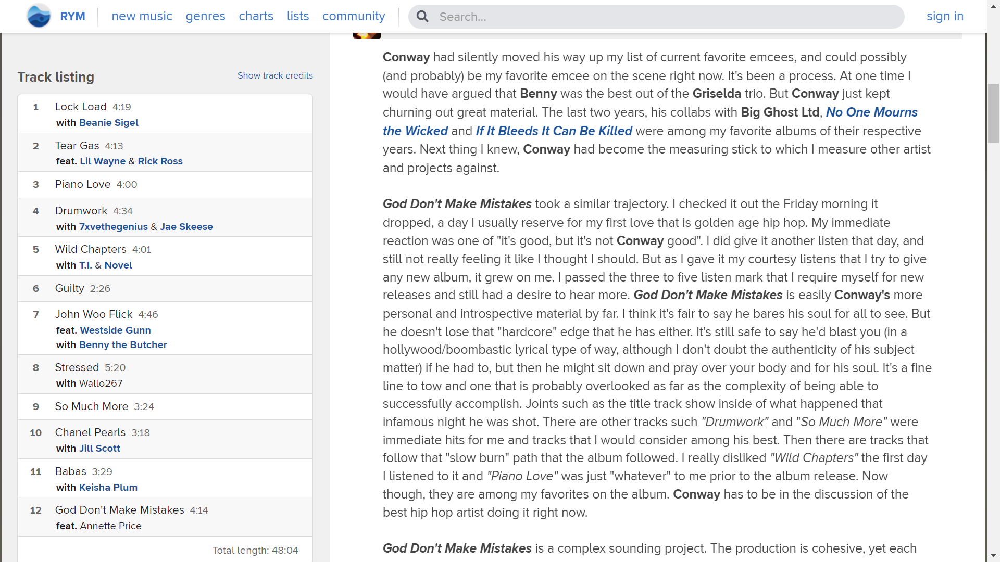 RYM
new music
genres
charts
lists
community
Search...
sign in
Track listing
Show track credits
1 Lock Load 4:19
with Beanie Sigel
2 Tear Gas 4:13
feat. Lil Wayne & Rick Ross
3 Piano Love 4:00
4 Drumwork 4:34
with 7xvethegenius & Jae Skeese
5 Wild Chapters 4:01
with T.I. & Novel
6 Guilty 2:26
7 John Woo Flick 4:46
feat. Westside Gunn
with Benny the Butcher
8 Stressed 5:20
with Wallo267
9 So Much More 3:24
10 Chanel Pearls 3:18
with Jill Scott
11 Babas 3:29
with Keisha Plum
12 God Don't Make Mistakes 4:14
feat. Annette Price
Total length: 48:04
Conway had silently moved his way up my list of current favorite emcees, and could possibly
(and probably) be my favorite emcee on the scene right now. It's been a process. At one time I
would have argued that Benny was the best out of the Griselda trio. But Conway just kept
churning out great material. The last two years, his collabs with Big Ghost Ltd, No One Mourns
the Wicked and If It Bleeds It Can Be Killed were among my favorite albums of their respective
years. Next thing I knew, Conway had become the measuring stick to which I measure other artist
and projects against.
God Don't Make Mistakes took a similar trajectory. I checked it out the Friday morning it
dropped, a day I usually reserve for my first love that is golden age hip hop. My immediate
reaction was one of "it's good, but it's not Conway good". I did give it another listen that day, and
still not really feeling it like I thought I should. But as I gave it my courtesy listens that I try to give
any new album, it grew on me. I passed the three to five listen mark that I require myself for new
releases and still had a desire to hear more. God Don't Make Mistakes is easily Conway's more
personal and introspective material by far. I think it's fair to say he bares his soul for all to see. But
he doesn't lose that "hardcore" edge that he has either. It's still safe to say he'd blast you (in a
hollywood/boombastic lyrical type of way, although I don't doubt the authenticity of his subject
matter) if he had to, but then he might sit down and pray over your body and for his soul. It's a fine
line to tow and one that is probably overlooked as far as the complexity of being able to
successfully accomplish. Joints such as the title track show inside of what happened that
infamous night he was shot. There are other tracks such "Drumwork" and "So Much More" were
immediate hits for me and tracks that I would consider among his best. Then there are tracks that
follow that "slow burn" path that the album followed. I really disliked "Wild Chapters" the first day
I listened to it and "Piano Love" was just "whatever" to me prior to the album release. Now
though, they are among my favorites on the album. Conway has to be in the discussion of the
best hip hop artist doing it right now.
God Don't Make Mistakes is a complex sounding project. The production is cohesive, yet each